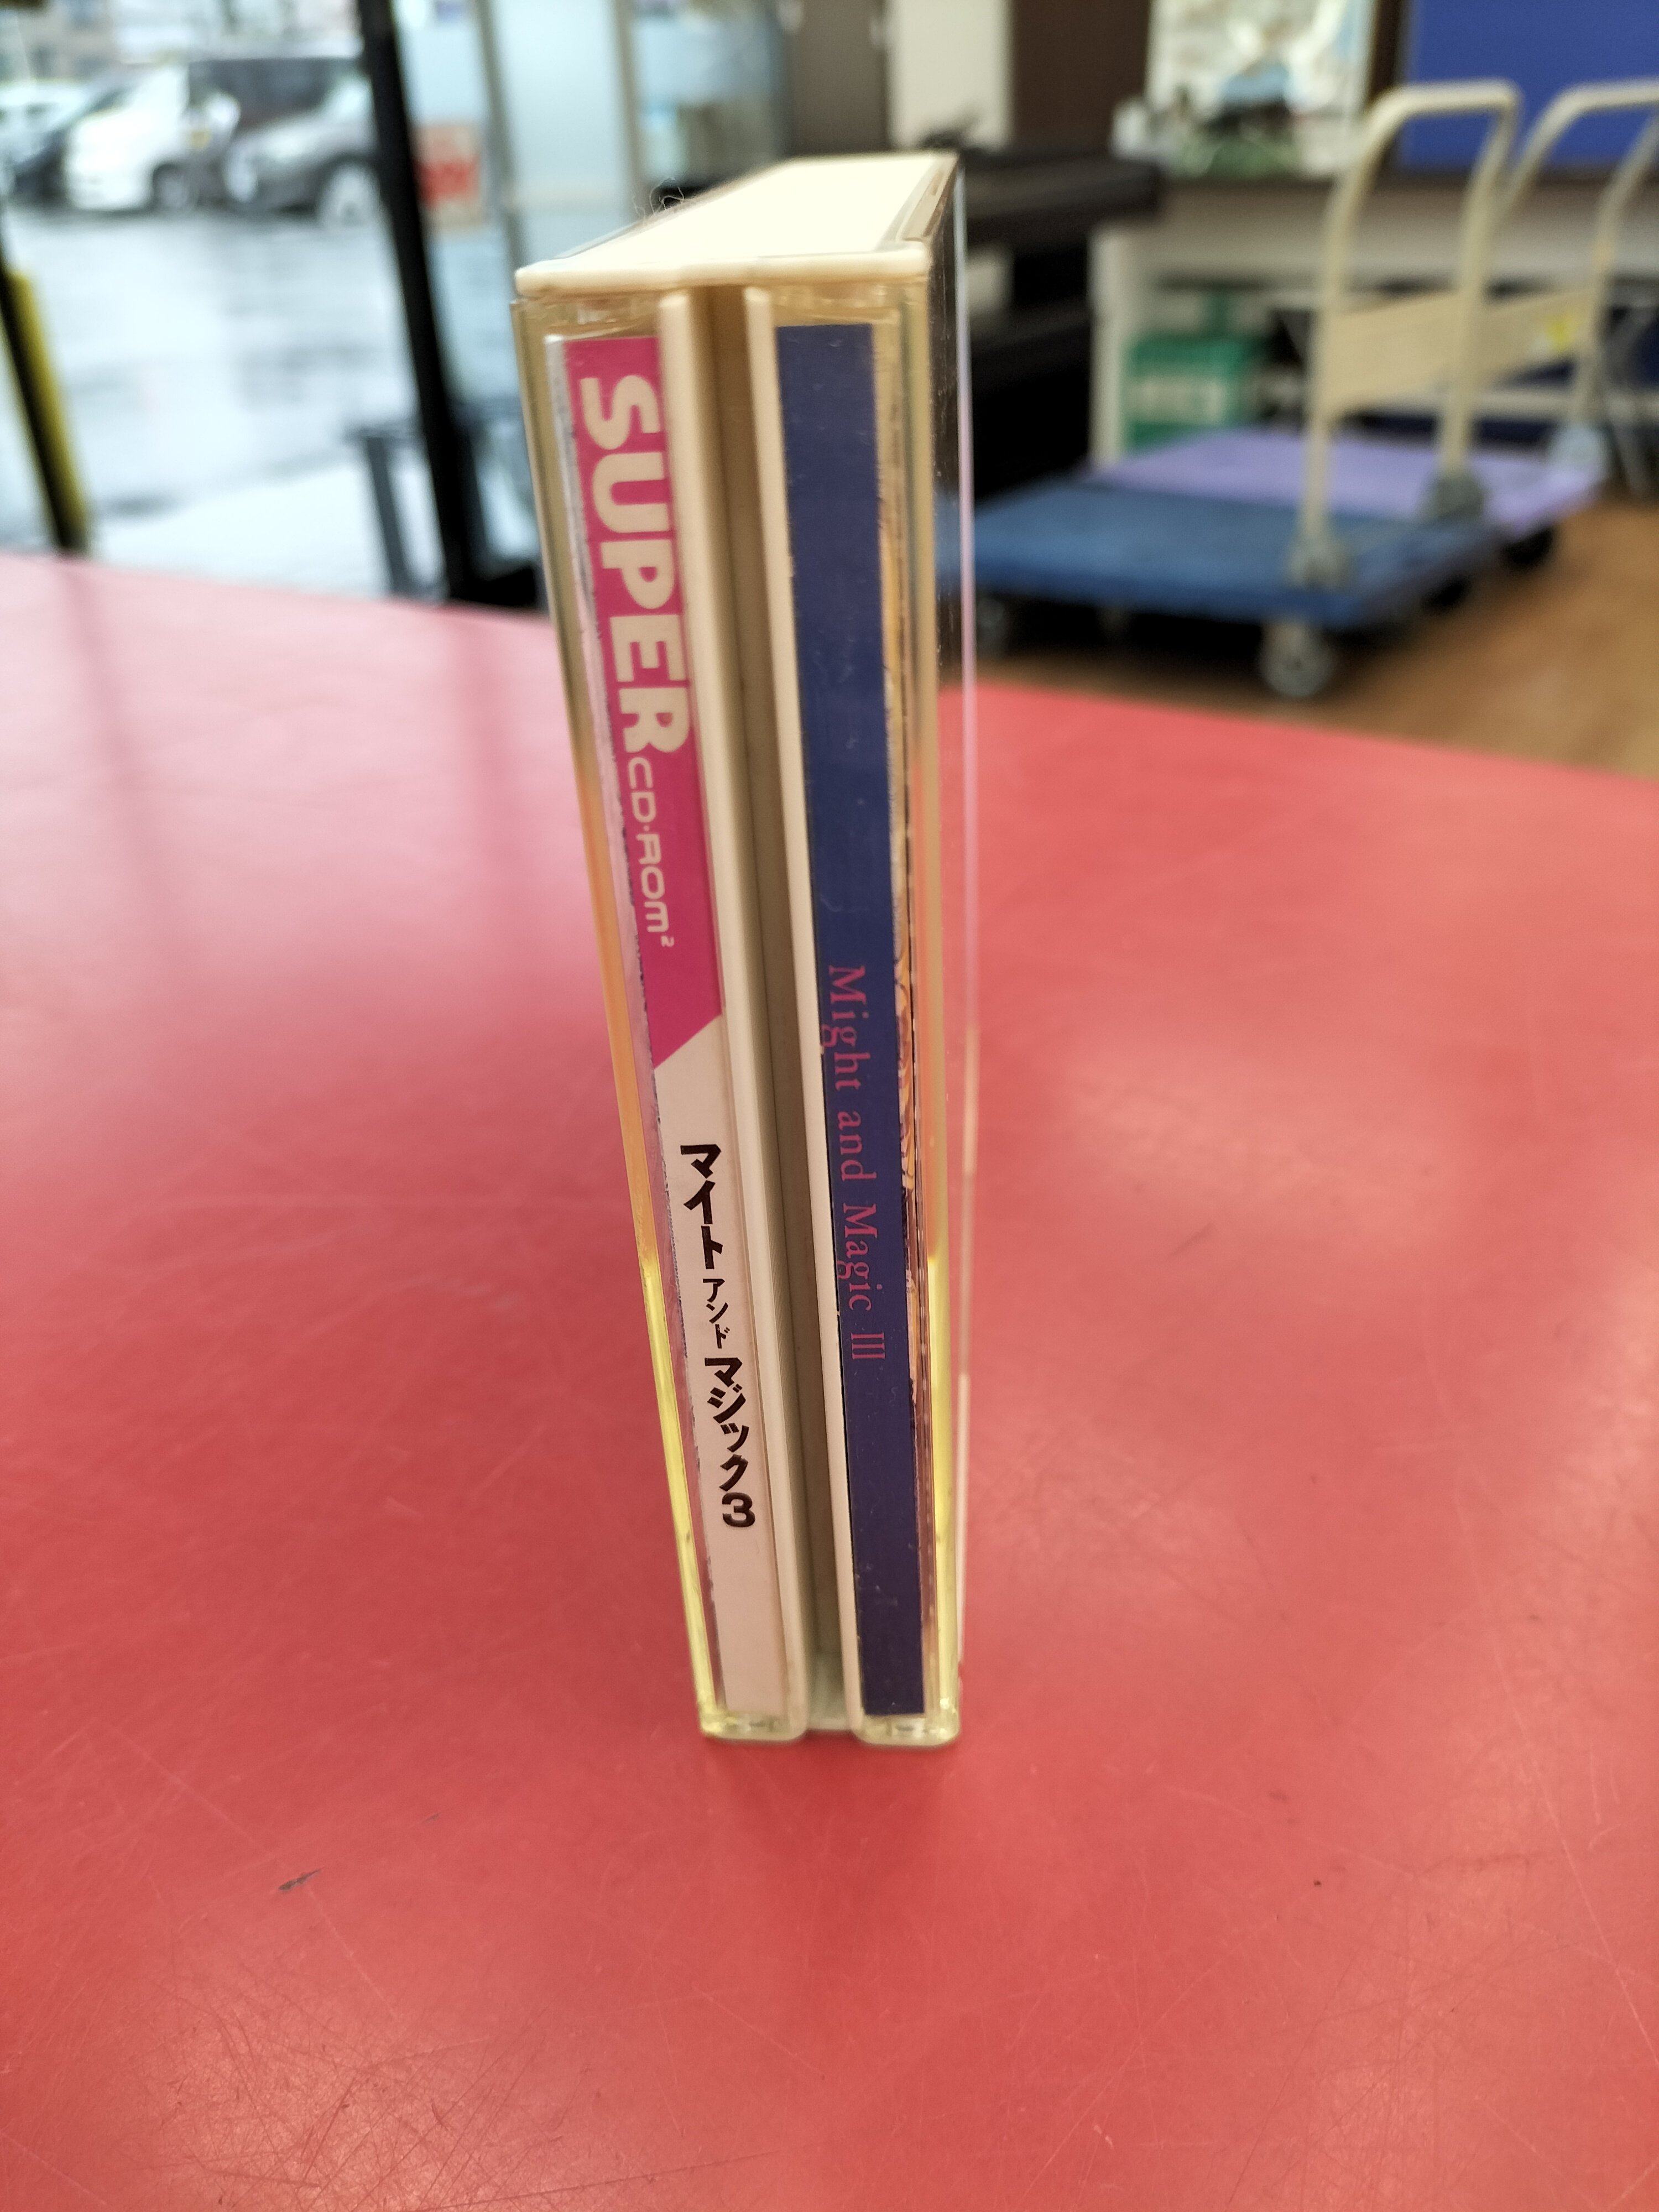 SUPER CD・ROM²
マイト アンド マジック3
Might and Magic III